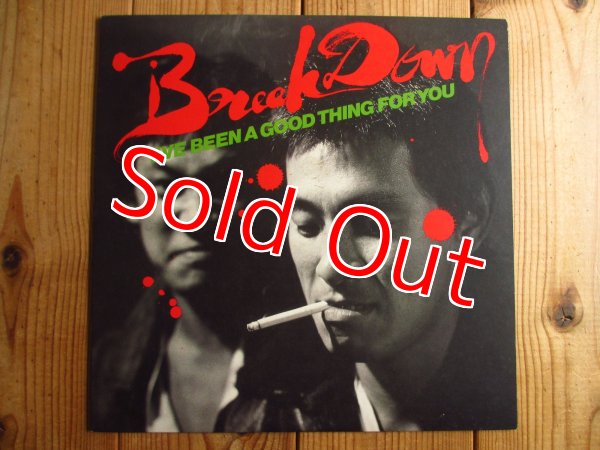 BreakDown
I'VE BEEN A GOOD THING FOR YOU
Sold Out